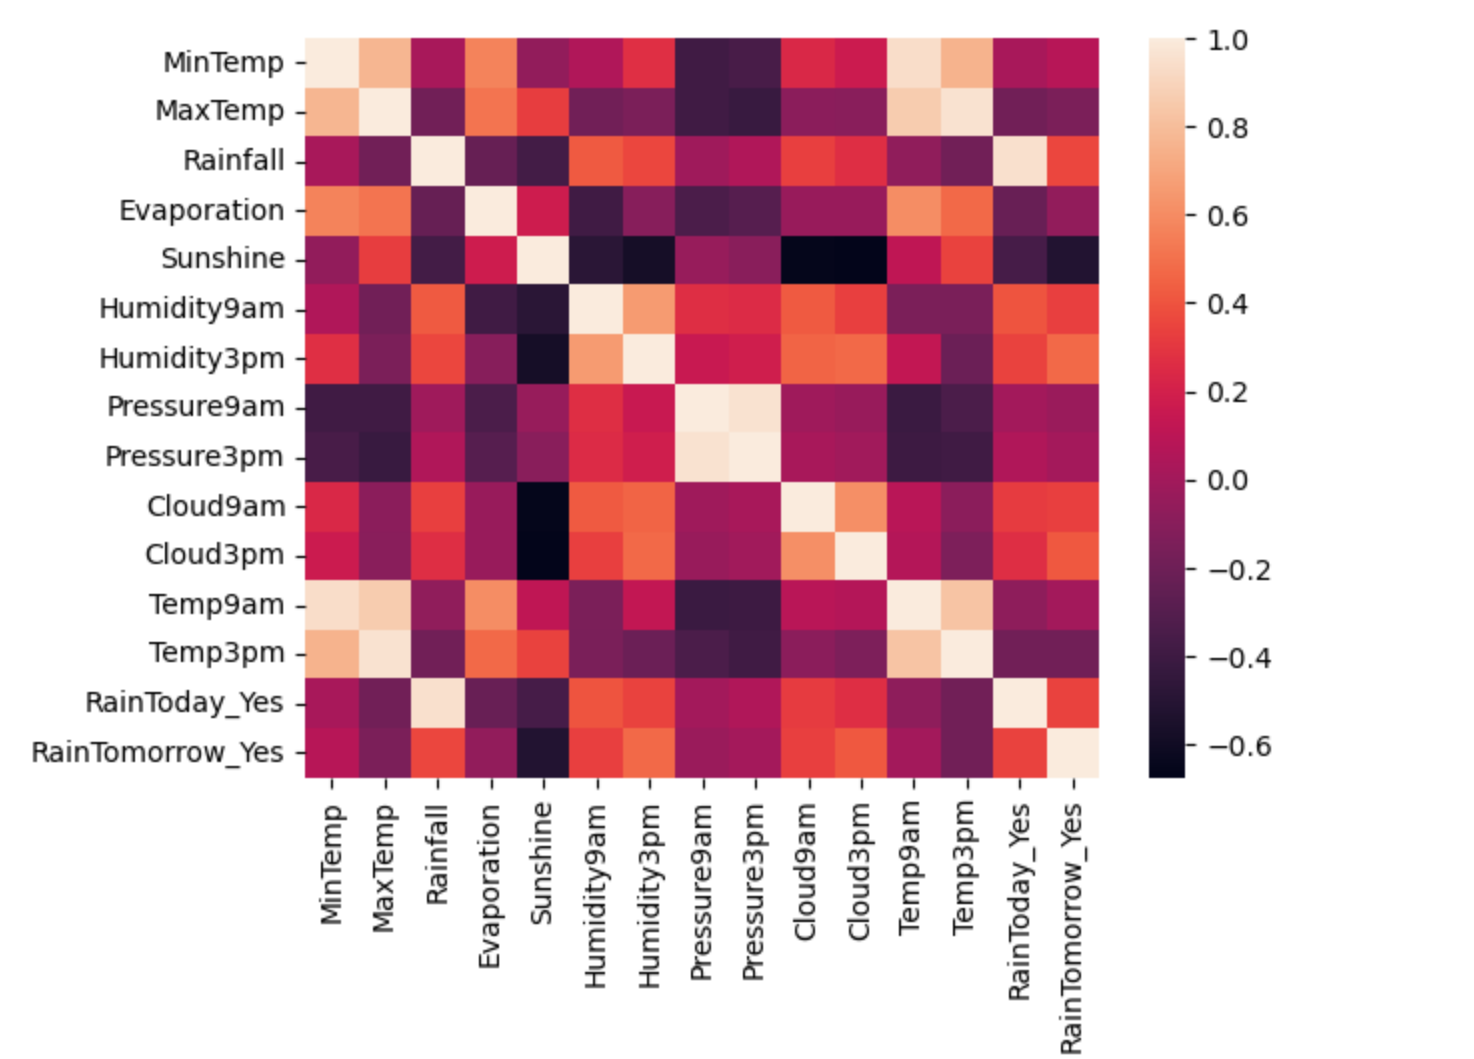 MinTemp
MaxTemp
Rainfall
Evaporation
Sunshine
Humidity9am
Humidity3pm
Pressure9am
Pressure3pm
Cloud9am
Cloud3pm
Temp9am
Temp3pm
RainToday_Yes
RainTomorrow_Yes
MinTemp
MaxTemp
Rainfall
Evaporation
Sunshine
Humidity9am
Humidity3pm
Pressure9am
Pressure3pm
Cloud9am
Cloud3pm
Temp9am
Temp3pm
RainToday_Yes
RainTomorrow_Yes
1.0
0.8
0.6
0.4
0.2
0.0
−0.2
−0.4
−0.6